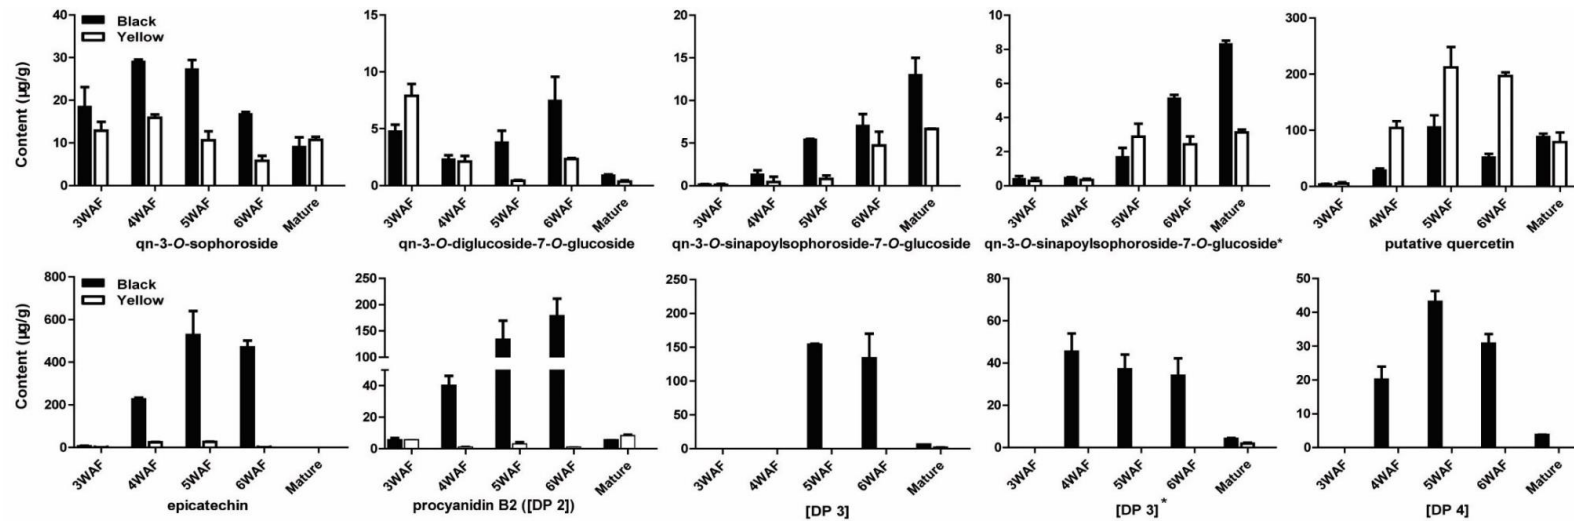 Content (µg/g)
40
30
20
10
0
Black
Yellow
3WAF
4WAF
5WAF
6WAF
Mature
qn-3-O-sophoroside
15
10
5
0
3WAF
4WAF
5WAF
6WAF
Mature
qn-3-O-diglucoside-7-O-glucoside
20
15
10
5
0
3WAF
4WAF
5WAF
6WAF
Mature
qn-3-O-sinapoylsophoroside-7-O-glucoside
10
8
6
4
2
0
3WAF
4WAF
5WAF
6WAF
Mature
qn-3-O-sinapoylsophoroside-7-O-glucoside*
300
200
100
0
3WAF
4WAF
5WAF
6WAF
Mature
putative quercetin
Content (µg/g)
800
600
400
200
0
Black
Yellow
3WAF
4WAF
5WAF
6WAF
Mature
epicatechin
250
200
150
100
40
20
0
3WAF
4WAF
5WAF
6WAF
Mature
procyanidin B2 ([DP 2])
250
200
150
100
50
0
3WAF
4WAF
5WAF
6WAF
Mature
[DP 3]
80
60
40
20
0
3WAF
4WAF
5WAF
6WAF
Mature
[DP 3]*
50
40
30
20
10
0
3WAF
4WAF
5WAF
6WAF
Mature
[DP 4]